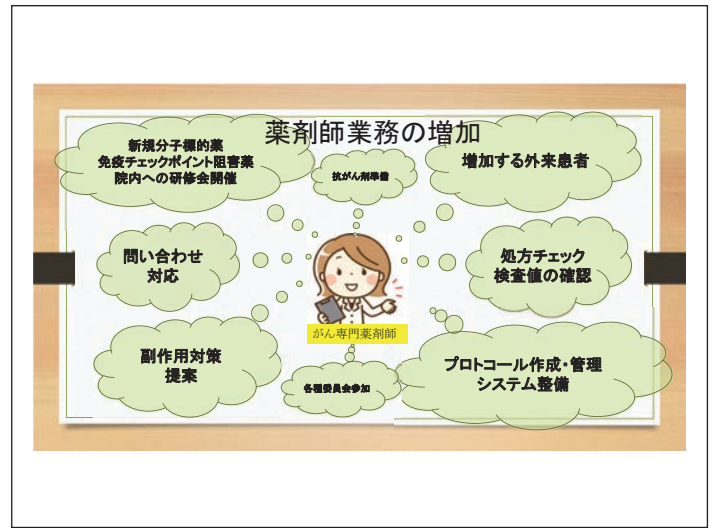 薬剤師業務の増加
新規分子標的薬
免疫チェックポイント阻害薬
院内への研修会開催
抗がん剤準備
増加する外来患者
問い合わせ
対応
処方チェック
検査値の確認
がん専門薬剤師
副作用対策
提案
各種委員会参加
プロトコール作成・管理
システム整備